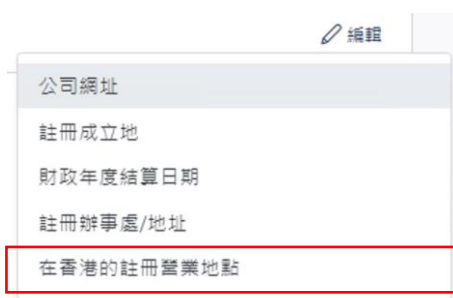 編輯
公司網址
註冊成立地
財政年度結算日期
註冊辦事處/地址
在香港的註冊營業地點